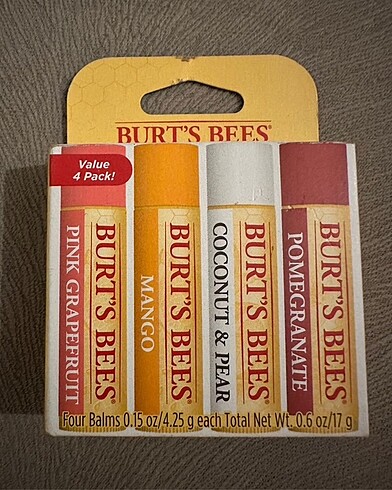 BURT'S BEES®
Value
4 Pack!
PINK GRAPEFRUIT
BURT'S BEES®
MANGO
BURT'S BEES®
COCONUT & PEAR
BURT'S BEES®
POMEGRANATE
BURT'S BEES®
Four Balms 0.15 oz/4.25 g each Total Net Wt. 0.6 oz/17 g